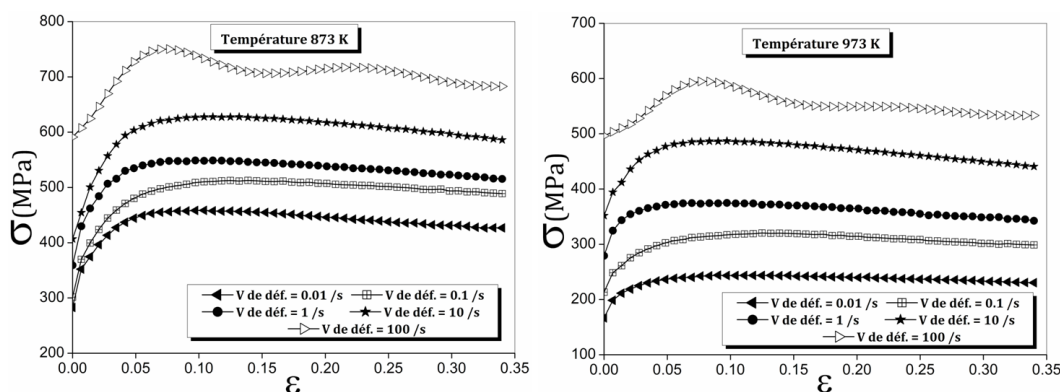 800
700
600
500
400
300
200
σ(MPa)
Température 873 K
V de déf. = 0.01 /s V de déf. = 0.1 /s
V de déf. = 1 /s V de déf. = 10 /s
V de déf. = 100 /s
0.00 0.05 0.10 0.15 0.20 0.25 0.30 0.35
ε
700
600
500
400
300
200
100
σ(MPa)
Température 973 K
V de déf. = 0.01 /s V de déf. = 0.1 /s
V de déf. = 1 /s V de déf. = 10 /s
V de déf. = 100 /s
0.00 0.05 0.10 0.15 0.20 0.25 0.30 0.35
ε